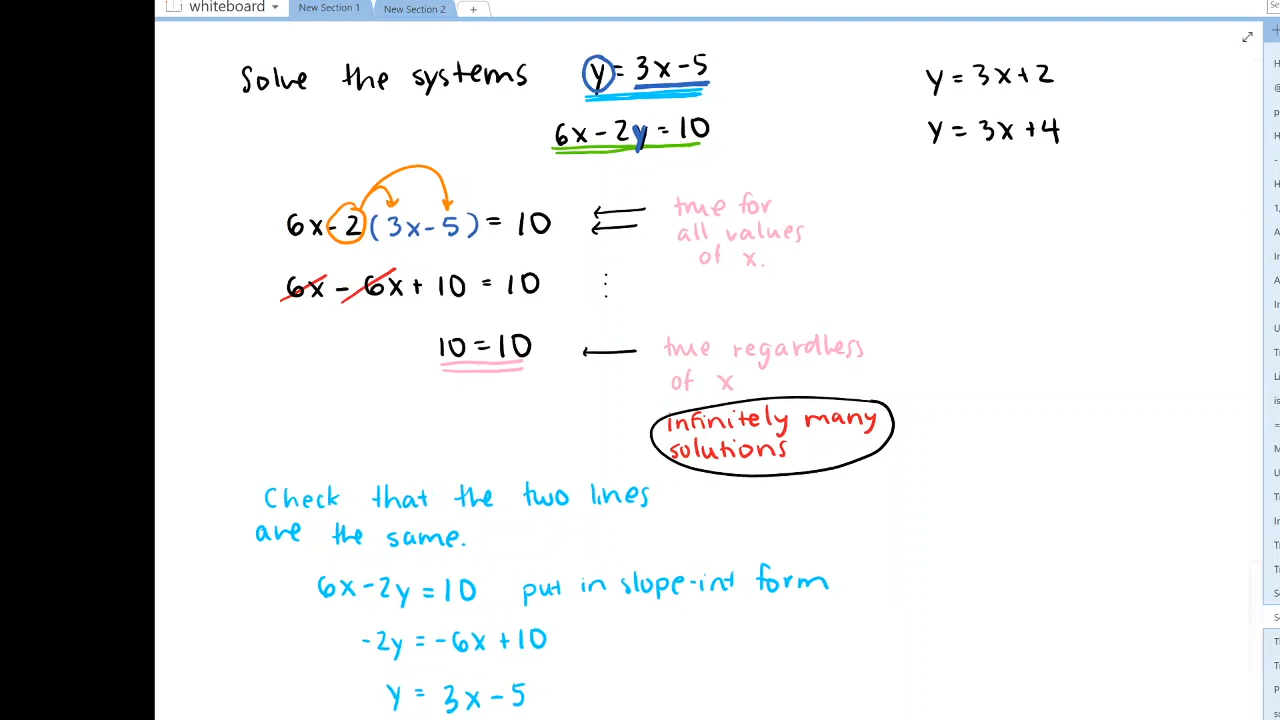 whiteboard
New Section 1
New Section 2
+
Solve the systems y = 3x - 5
6x - 2y = 10
y = 3x + 2
y = 3x + 4
6x - 2(3x - 5) = 10
true for
all values
of x.
6x - 6x + 10 = 10
10 = 10
true regardless
of x
infinitely many
solutions
Check that the two lines
are the same.
6x - 2y = 10 put in slope-int form
-2y = -6x + 10
y = 3x - 5